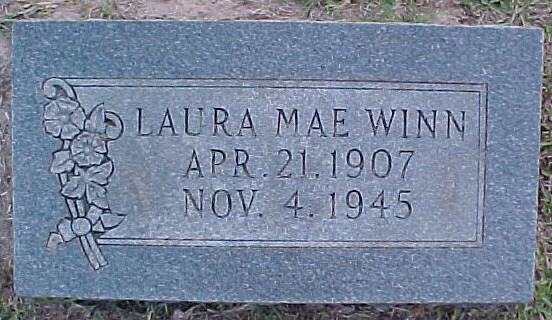 LAURA MAE WINN
APR. 21. 1907
NOV. 4. 1945